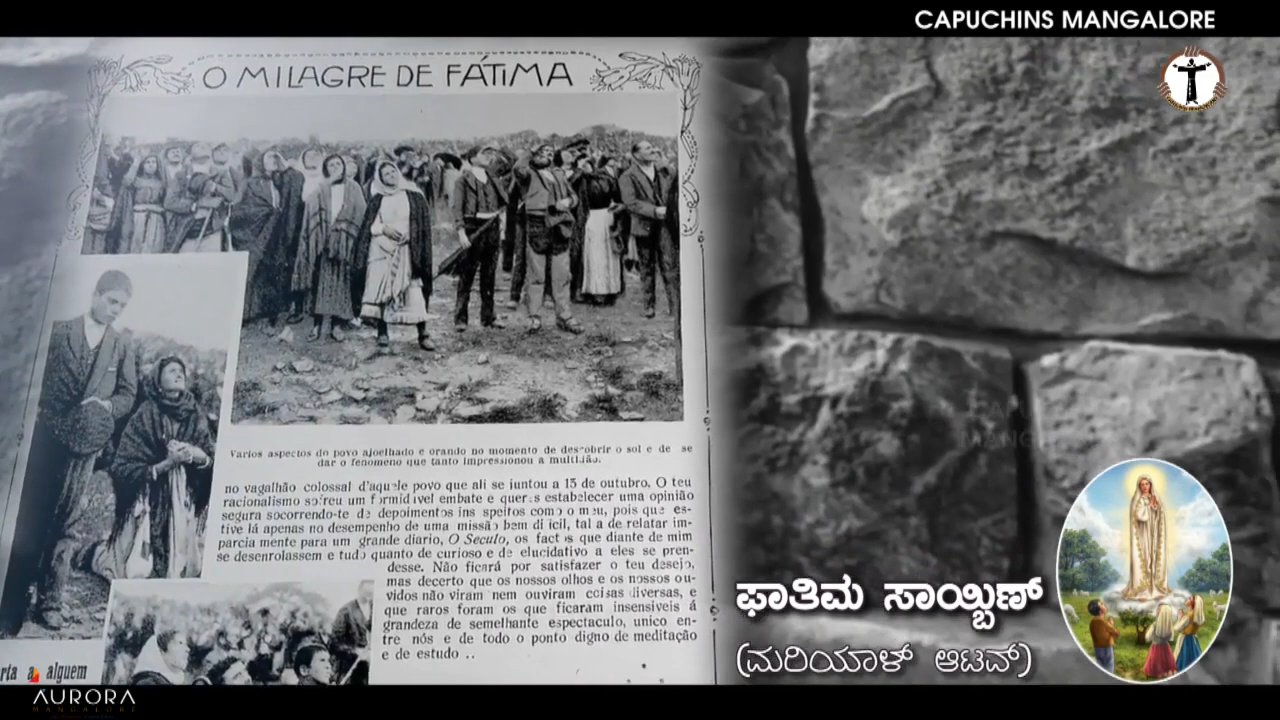 CAPUCHINS MANGALORE
O MILAGRE DE FÁTIMA
Varios aspectos do povo ajoelhado e orando no momento de descobrir o sol e de se
dar o fenomeno que tanto impressionou a multidão.
no vagalhão colossal d'aquele povo que ali se juntou a 13 de outubro. O teu
racionalismo sofreu um formidavel embate e queres estabelecer uma opinião
segura socorrendo-te de depoimentos insuspeitos como o meu, pois que es-
tive lá apenas no desempenho de uma missão bem dificil, tal a de relatar im-
parcialmente para um grande diario, O Seculo, os factos que diante de mim
se desenrolassem e tudo quanto de curioso e de elucidativo a eles se pren-
desse. Não ficará por satisfazer o teu desejo,
mas decerto que os nossos olhos e os nossos ou-
vidos não viram nem ouviram coisas diversas, e
que raros foram os que ficaram insensiveis á
grandeza de semelhante espectaculo, unico en-
tre nós e de todo o ponto digno de meditação
e de estudo ..
rta a alguem
ಫಾತಿಮ ಸಾಯ್ಬಿಣ್
(ಮರಿಯಾಳ್ ಆಟವ್)
AURORA
MANGALORE